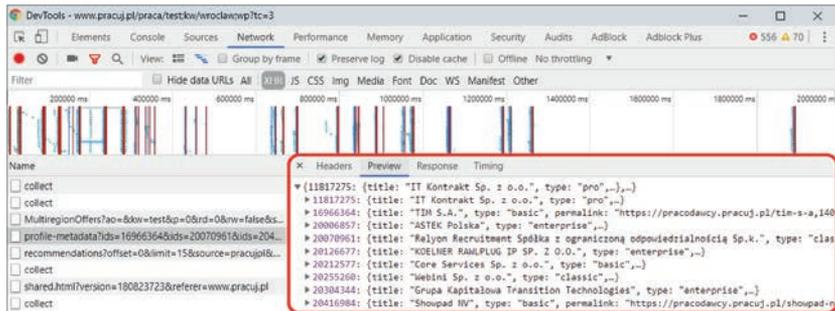 DevTools - www.pracuj.pl/praca/test;kw/wroclaw;wp?tc=3
Elements Console Sources Network Performance Memory Application Security Audits AdBlock Adblock Plus 556 70
View: Group by frame Preserve log Disable cache Offline No throttling
Filter Hide data URLs All XHR JS CSS Img Media Font Doc WS Manifest Other
200000 ms 400000 ms 600000 ms 800000 ms 1000000 ms 1200000 ms 1400000 ms 1600000 ms 1800000 ms 2000000 m
Name
collect
collect
MultiregionOffers?ao=&kw=test&p=0&rd=0&rw=false&s...
profile-metadata?ids=16966364&ids=20070961&ids=204...
recommendations?offset=0&limit=15&source=pracujpl&...
collect
shared.html?version=180823723&referer=www.pracuj.pl
collect
× Headers Preview Response Timing
▼{11817275: {title: "IT Kontrakt Sp. z o.o.", type: "pro",…},…}
▶11817275: {title: "IT Kontrakt Sp. z o.o.", type: "pro",…}
▶16966364: {title: "TIM S.A.", type: "basic", permalink: "https://pracodawcy.pracuj.pl/tim-s-a,140
▶20006857: {title: "ASTEK Polska", type: "enterprise",…}
▶20070961: {title: "Relyon Recruitment Spółka z ograniczoną odpowiedzialnością Sp.k.", type: "clas
▶20126677: {title: "KOELNER RAWLPLUG IP SP. Z O.O.", type: "enterprise",…}
▶20212577: {title: "Core Services Sp. z o.o.", type: "basic",…}
▶20255260: {title: "Webini Sp. z o.o.", type: "classic",…}
▶20304344: {title: "Grupa Kapitałowa Transition Technologies", type: "enterprise",…}
▶20416984: {title: "Showpad NV", type: "basic", permalink: "https://pracodawcy.pracuj.pl/showpad-n